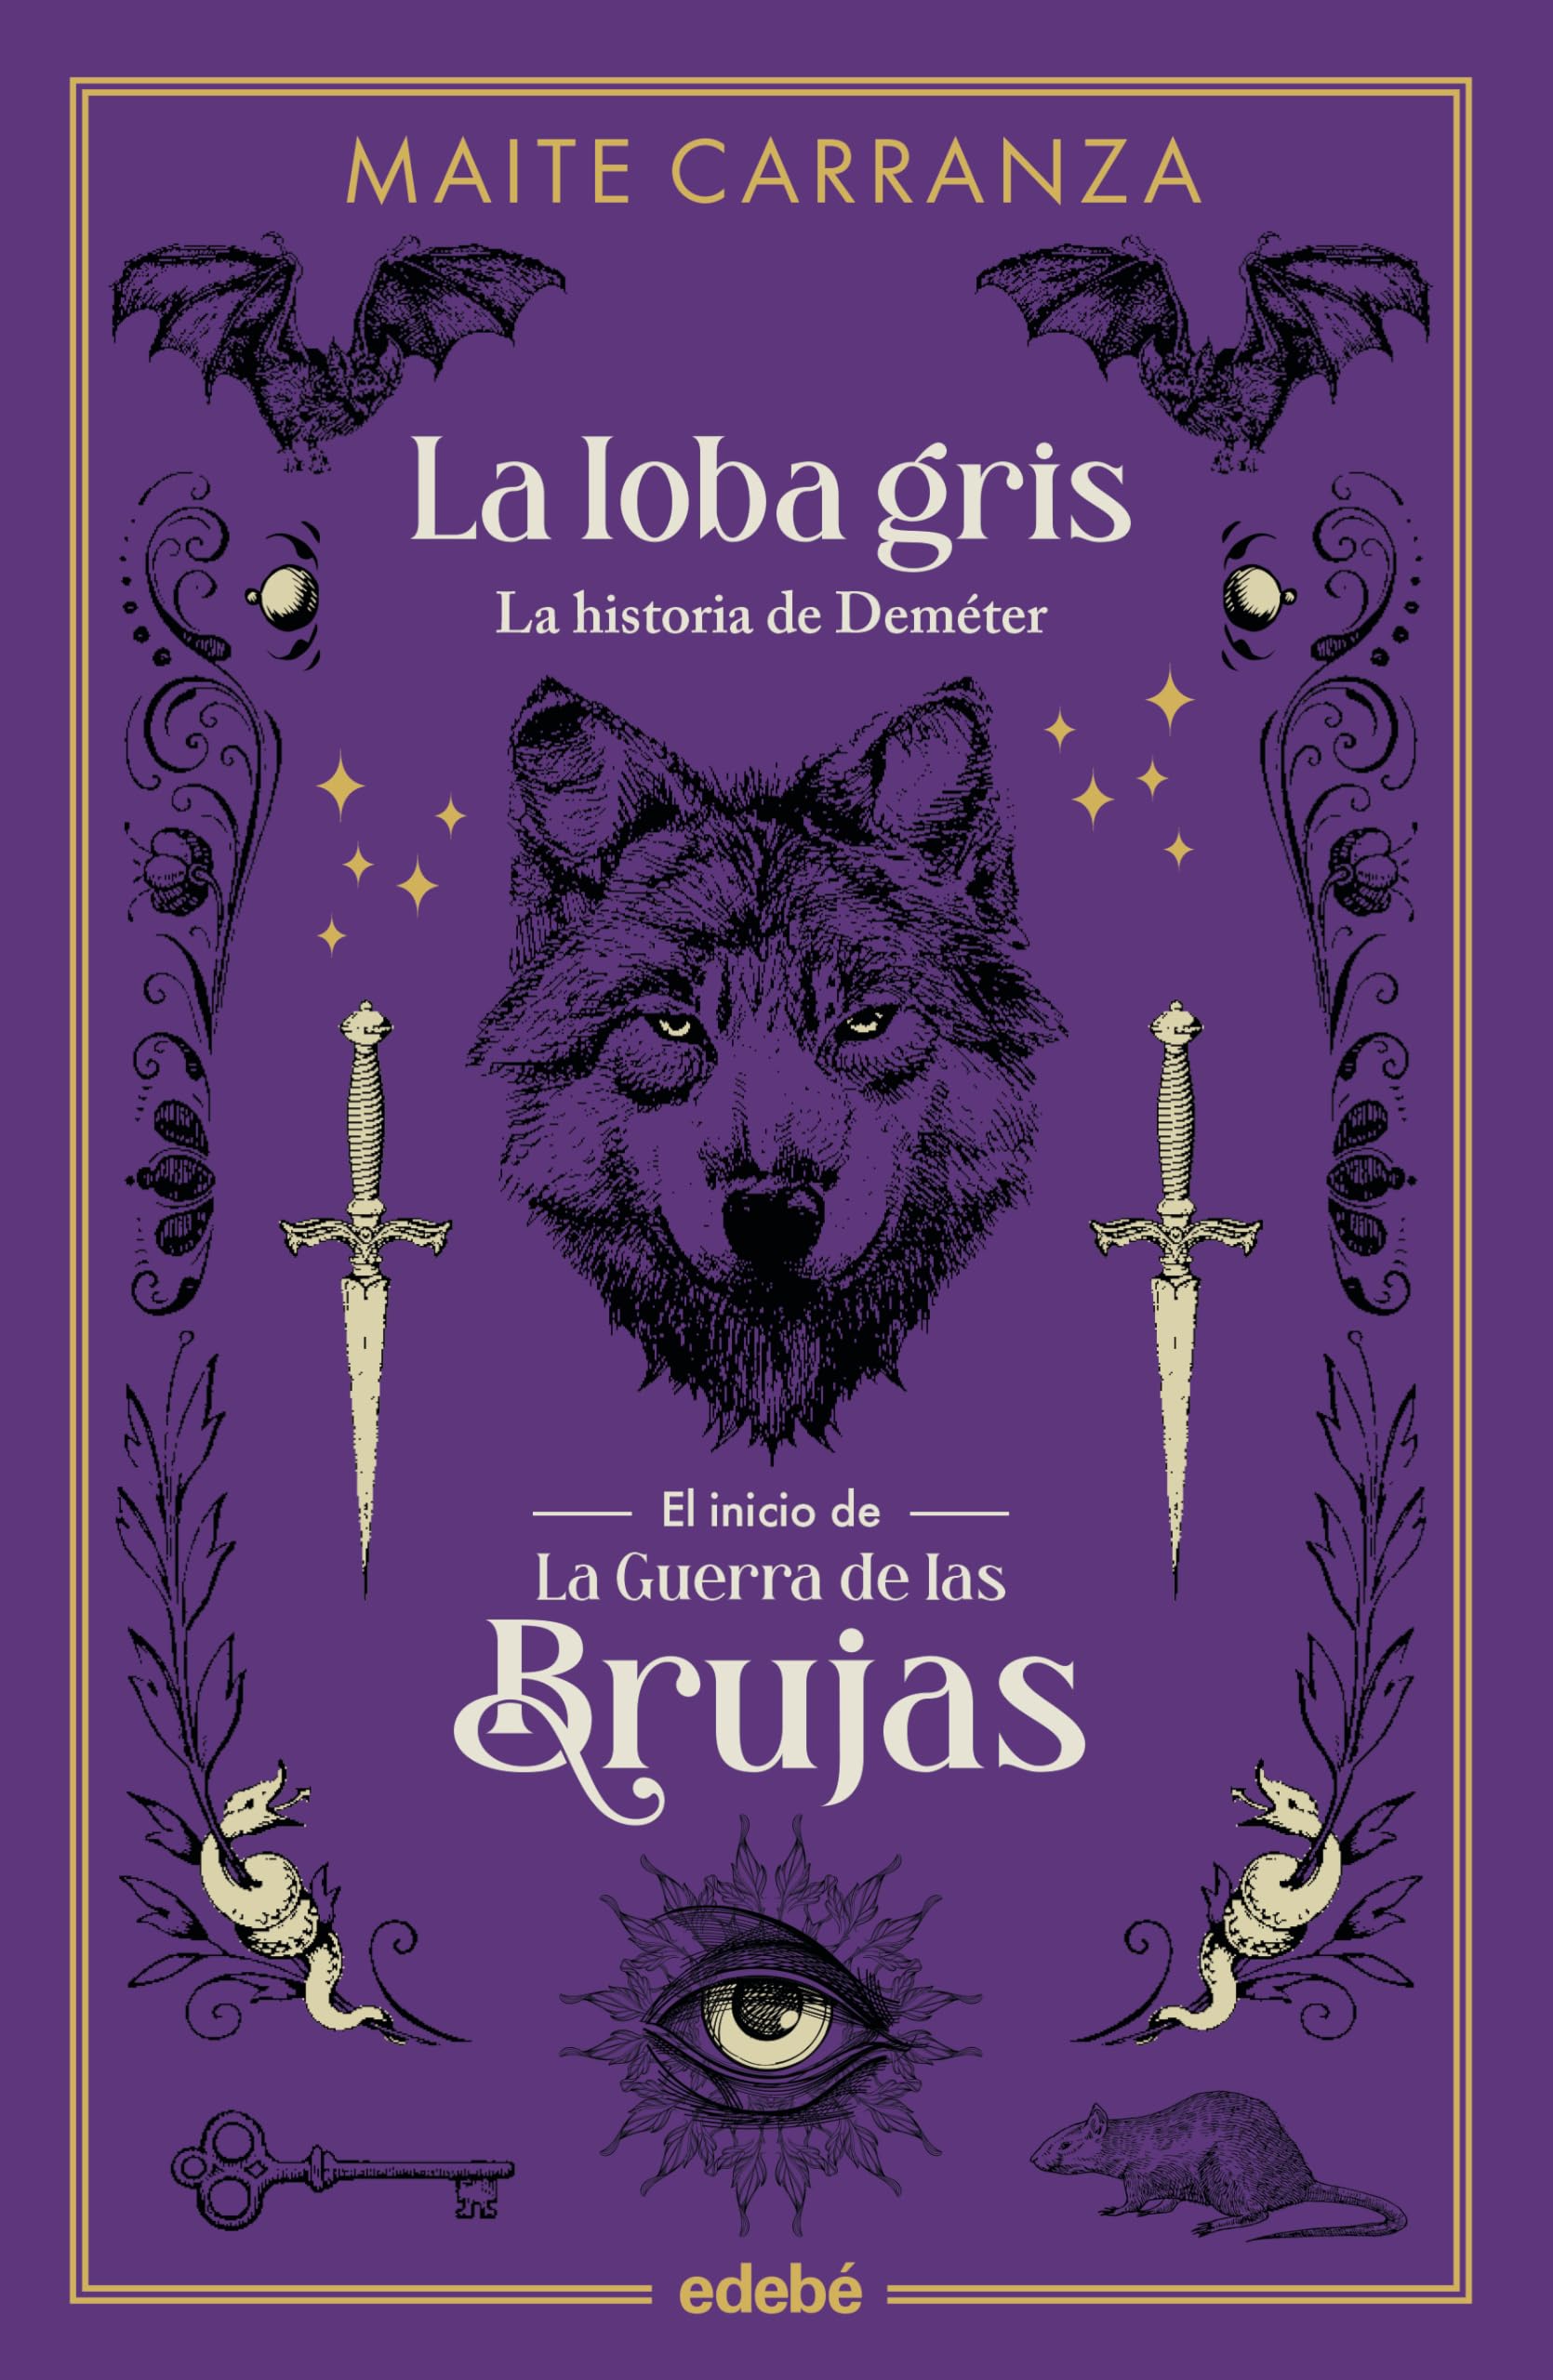 MAITE CARRANZA
La loba gris
La historia de Deméter
El inicio de
La Guerra de las
Brujas
edebé